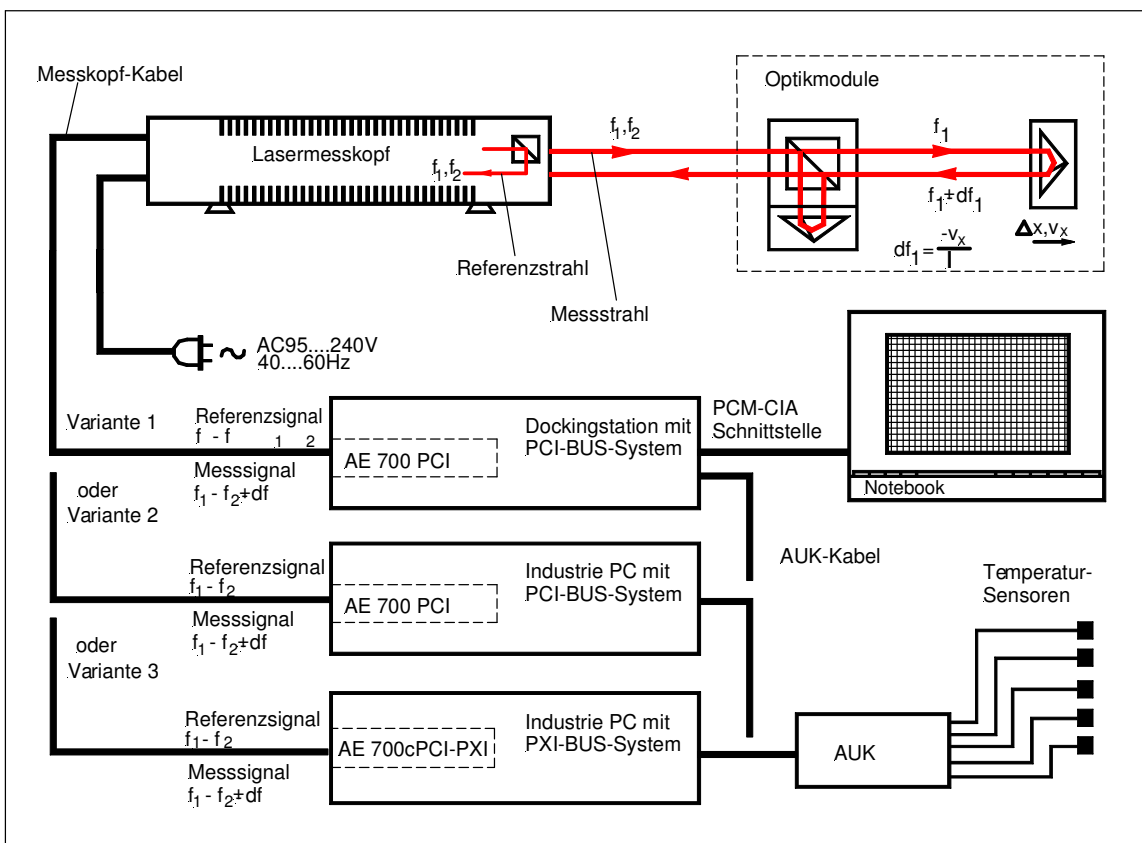 Messkopf-Kabel
Optikmodule
Lasermesskopf
f1,f2
f1,f2
f1
f1+df1
Δx,vx
df1= -vx
l
Referenzstrahl
Messstrahl
AC95....240V
40....60Hz
Variante 1
Referenzsignal
f - f 1 2
Messsignal
f1 - f2+df
AE 700 PCI
Dockingstation mit
PCI-BUS-System
PCM-CIA
Schnittstelle
Notebook
oder
Variante 2
Referenzsignal
f1- f2
Messsignal
f1 - f2+df
AE 700 PCI
Industrie PC mit
PCI-BUS-System
AUK-Kabel
Temperatur-
Sensoren
oder
Variante 3
Referenzsignal
f1- f2
Messsignal
f1 - f2+df
AE 700cPCI-PXI
Industrie PC mit
PXI-BUS-System
AUK